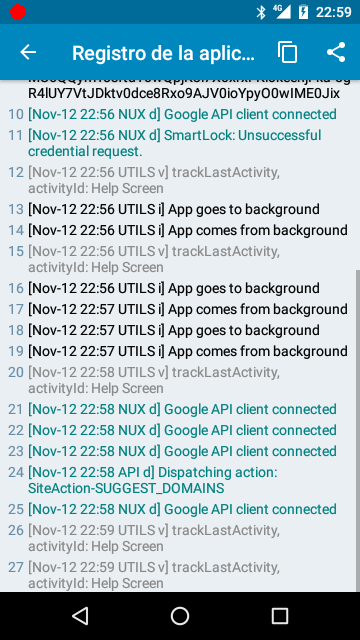 4G
22:59
Registro de la aplic…
R4lUY7VtJDktv0dce8Rxo9AJV0ioYpyO0wIME0Jix
10 [Nov-12 22:56 NUX d] Google API client connected
11 [Nov-12 22:56 NUX d] SmartLock: Unsuccessful
credential request.
12 [Nov-12 22:56 UTILS v] trackLastActivity,
activityId: Help Screen
13 [Nov-12 22:56 UTILS i] App goes to background
14 [Nov-12 22:56 UTILS i] App comes from background
15 [Nov-12 22:56 UTILS v] trackLastActivity,
activityId: Help Screen
16 [Nov-12 22:56 UTILS i] App goes to background
17 [Nov-12 22:57 UTILS i] App comes from background
18 [Nov-12 22:57 UTILS i] App goes to background
19 [Nov-12 22:57 UTILS i] App comes from background
20 [Nov-12 22:58 UTILS v] trackLastActivity,
activityId: Help Screen
21 [Nov-12 22:58 NUX d] Google API client connected
22 [Nov-12 22:58 NUX d] Google API client connected
23 [Nov-12 22:58 NUX d] Google API client connected
24 [Nov-12 22:58 API d] Dispatching action:
SiteAction-SUGGEST_DOMAINS
25 [Nov-12 22:58 NUX d] Google API client connected
26 [Nov-12 22:59 UTILS v] trackLastActivity,
activityId: Help Screen
27 [Nov-12 22:59 UTILS v] trackLastActivity,
activityId: Help Screen